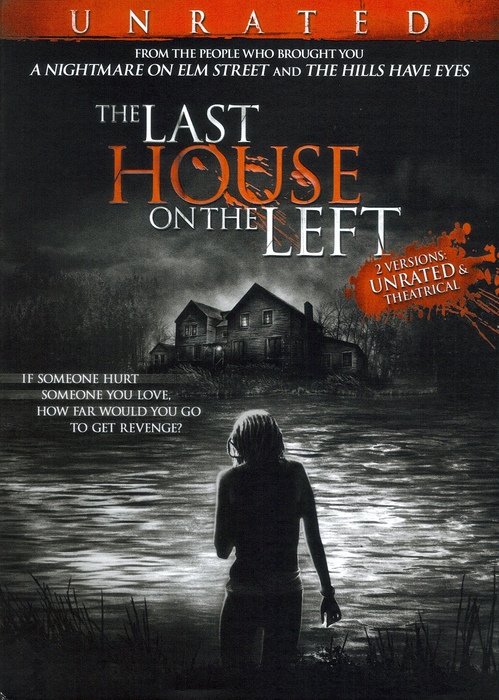 UNRATED
FROM THE PEOPLE WHO BROUGHT YOU
A NIGHTMARE ON ELM STREET AND THE HILLS HAVE EYES
THE LAST
HOUSE
ON THE LEFT
2 VERSIONS:
UNRATED &
THEATRICAL
IF SOMEONE HURT
SOMEONE YOU LOVE,
HOW FAR WOULD YOU GO
TO GET REVENGE?